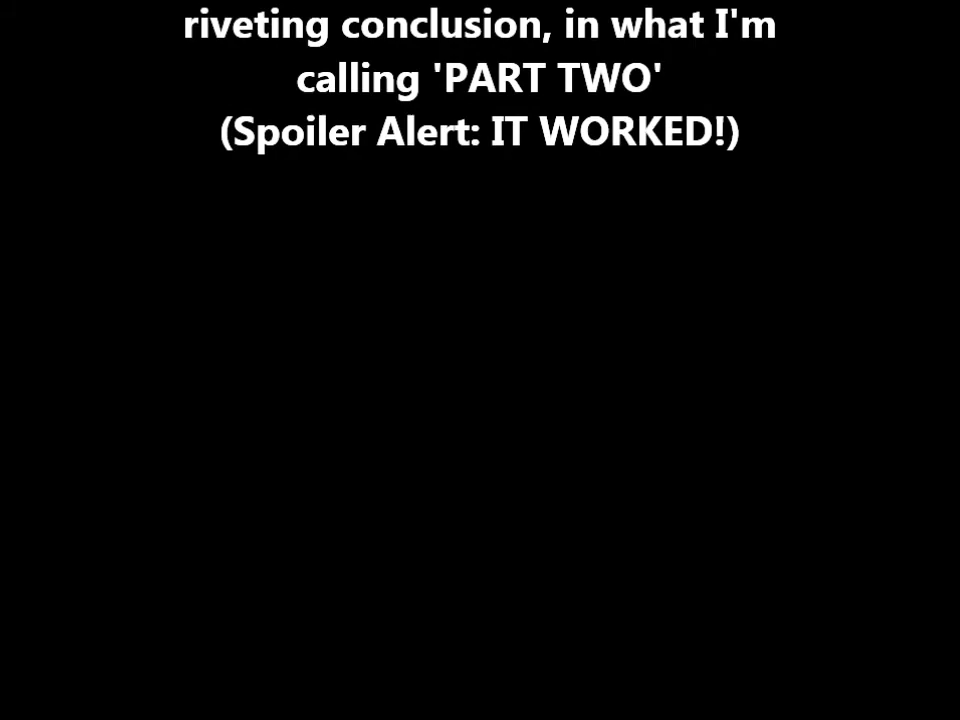 riveting conclusion, in what I'm
calling 'PART TWO'
(Spoiler Alert: IT WORKED!)